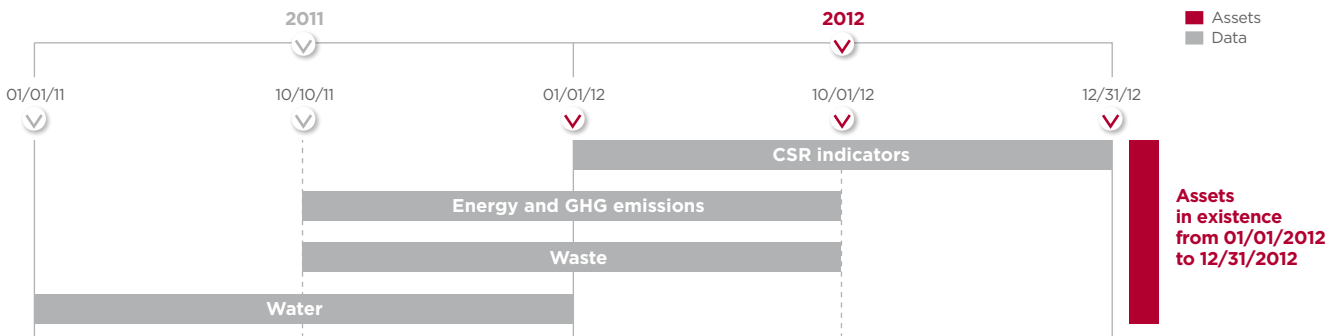 2011
2012
Assets
Data
01/01/11
10/10/11
01/01/12
10/01/12
12/31/12
CSR indicators
Energy and GHG emissions
Waste
Water
Assets
in existence
from 01/01/2012
to 12/31/2012